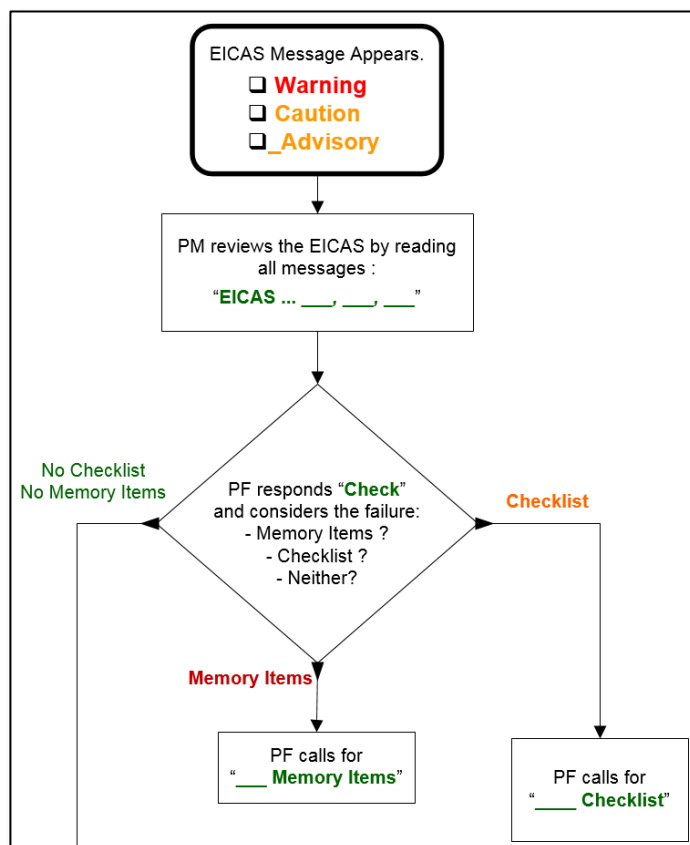 EICAS Message Appears.
❑ Warning
❑ Caution
❑_Advisory
PM reviews the EICAS by reading
all messages :
“EICAS ... ___, ___, ___”
No Checklist
No Memory Items
PF responds “Check”
and considers the failure:
- Memory Items ?
- Checklist ?
- Neither?
Checklist
Memory Items
PF calls for
“___ Memory Items”
PF calls for
“____ Checklist”